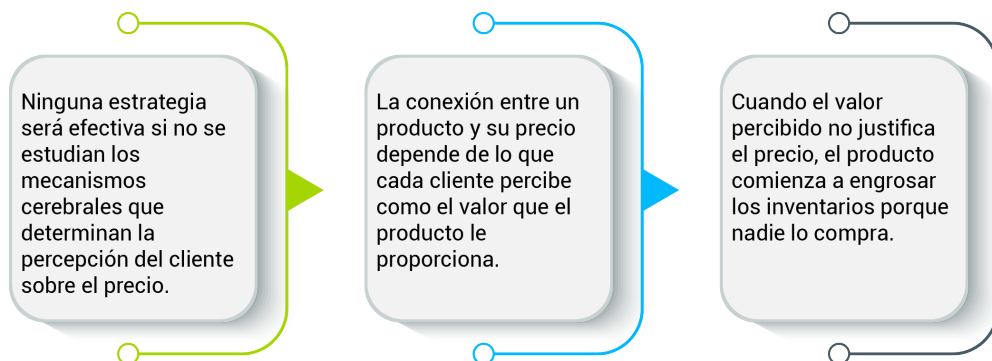 Ninguna estrategia
será efectiva si no se
estudian los
mecanismos
cerebrales que
determinan la
percepción del cliente
sobre el precio.
La conexión entre un
producto y su precio
depende de lo que
cada cliente percibe
como el valor que el
producto le
proporciona.
Cuando el valor
percibido no justifica
el precio, el producto
comienza a engrosar
los inventarios porque
nadie lo compra.